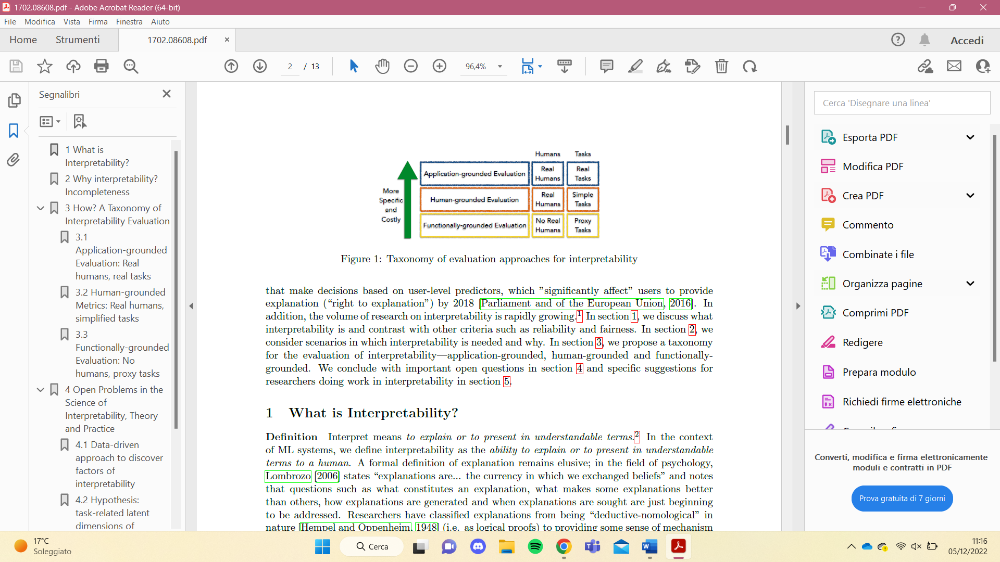 1702.08608.pdf - Adobe Acrobat Reader (64-bit)
File Modifica Vista Firma Finestra Aiuto
Home Strumenti 1702.08608.pdf × Accedi
2 / 13 96,4%
Segnalibri
1 What is
Interpretability?
2 Why interpretability?
Incompleteness
3 How? A Taxonomy of
Interpretability Evaluation
3.1
Application-grounded
Evaluation: Real
humans, real tasks
3.2 Human-grounded
Metrics: Real humans,
simplified tasks
3.3
Functionally-grounded
Evaluation: No
humans, proxy tasks
4 Open Problems in the
Science of
Interpretability, Theory
and Practice
4.1 Data-driven
approach to discover
factors of
interpretability
4.2 Hypothesis:
task-related latent
dimensions of
Humans Tasks
More
Specific
and
Costly
Application-grounded Evaluation
Real
Humans
Real
Tasks
Human-grounded Evaluation
Real
Humans
Simple
Tasks
Functionally-grounded Evaluation
No Real
Humans
Proxy
Tasks
Figure 1: Taxonomy of evaluation approaches for interpretability
that make decisions based on user-level predictors, which ”significantly affect” users to provide
explanation (“right to explanation”) by 2018 [Parliament and of the European Union, 2016]. In
addition, the volume of research on interpretability is rapidly growing.1 In section 1, we discuss what
interpretability is and contrast with other criteria such as reliability and fairness. In section 2, we
consider scenarios in which interpretability is needed and why. In section 3, we propose a taxonomy
for the evaluation of interpretability—application-grounded, human-grounded and functionally-
grounded. We conclude with important open questions in section 4 and specific suggestions for
researchers doing work in interpretability in section 5.
1 What is Interpretability?
Definition Interpret means to explain or to present in understandable terms.2 In the context
of ML systems, we define interpretability as the ability to explain or to present in understandable
terms to a human. A formal definition of explanation remains elusive; in the field of psychology,
Lombrozo [2006] states “explanations are... the currency in which we exchanged beliefs” and notes
that questions such as what constitutes an explanation, what makes some explanations better
than others, how explanations are generated and when explanations are sought are just beginning
to be addressed. Researchers have classified explanations from being “deductive-nomological” in
nature [Hempel and Oppenheim, 1948] (i.e. as logical proofs) to providing some sense of mechanism
Cerca 'Disegnare una linea'
Esporta PDF
Modifica PDF
Crea PDF
Commento
Combinate i file
Organizza pagine
Comprimi PDF
Redigere
Prepara modulo
Richiedi firme elettroniche
Converti, modifica e firma elettronicamente
moduli e contratti in PDF
Prova gratuita di 7 giorni
17°C
Soleggiato
Cerca
11:16
05/12/2022